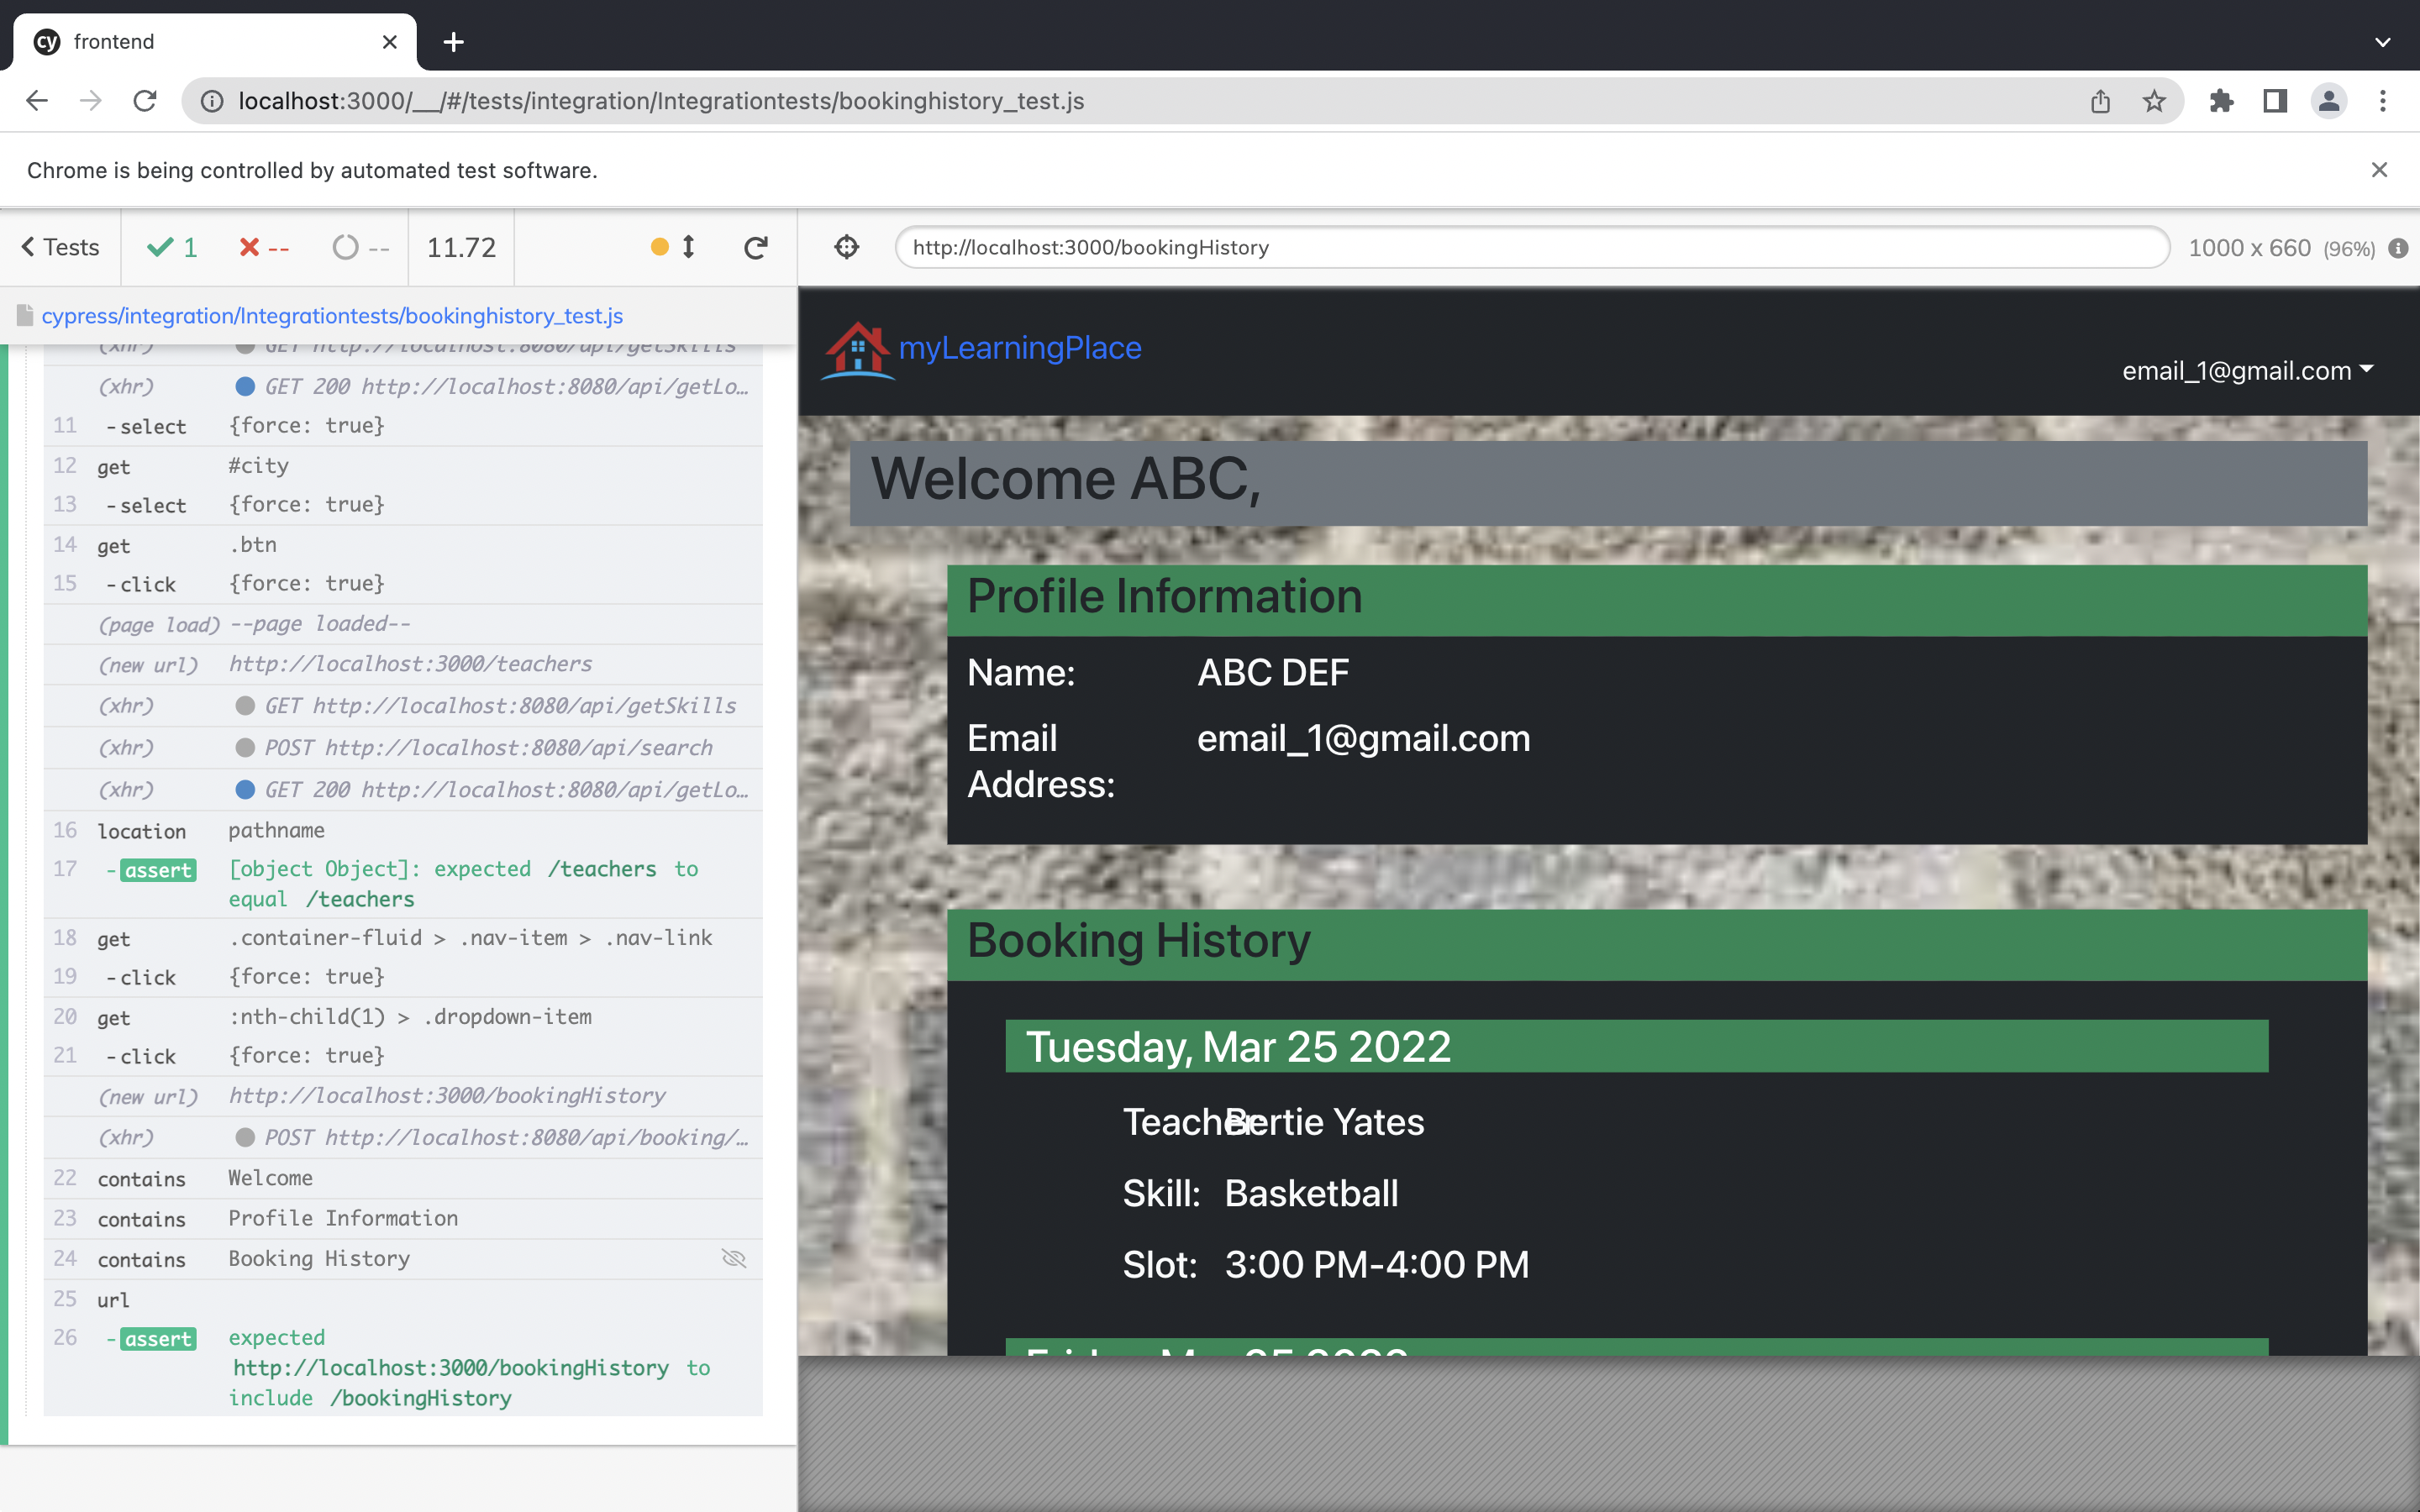 cy frontend
localhost:3000/__/#/tests/integration/Integrationtests/bookinghistory_test.js
Chrome is being controlled by automated test software.
Tests 1 -- -- 11.72
http://localhost:3000/bookingHistory 1000 x 660 (96%)
cypress/integration/Integrationtests/bookinghistory_test.js
(xhr) GET http://localhost:8080/api/getSkills
(xhr) GET 200 http://localhost:8080/api/getLo…
11 -select {force: true}
12 get #city
13 -select {force: true}
14 get .btn
15 -click {force: true}
(page load) --page loaded--
(new url) http://localhost:3000/teachers
(xhr) GET http://localhost:8080/api/getSkills
(xhr) POST http://localhost:8080/api/search
(xhr) GET 200 http://localhost:8080/api/getLo…
16 location pathname
17 -assert [object Object]: expected /teachers to
equal /teachers
18 get .container-fluid > .nav-item > .nav-link
19 -click {force: true}
20 get :nth-child(1) > .dropdown-item
21 -click {force: true}
(new url) http://localhost:3000/bookingHistory
(xhr) POST http://localhost:8080/api/booking/…
22 contains Welcome
23 contains Profile Information
24 contains Booking History
25 url
26 -assert expected
http://localhost:3000/bookingHistory to
include /bookingHistory
myLearningPlace
email_1@gmail.com
Welcome ABC,
Profile Information
Name: ABC DEF
Email email_1@gmail.com
Address:
Booking History
Tuesday, Mar 25 2022
Teacher Bertie Yates
Skill: Basketball
Slot: 3:00 PM-4:00 PM